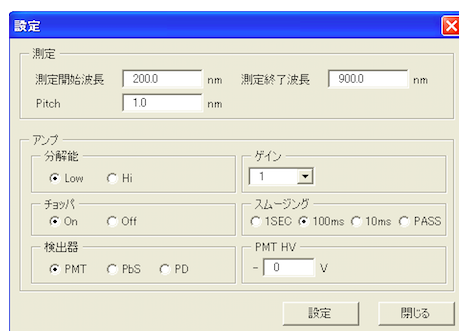 設定
測定
測定開始波長 200.0 nm 測定終了波長 900.0 nm
Pitch 1.0 nm
アンプ
分解能 ゲイン
Low Hi 1
チョッパ スムージング
On Off 1SEC 100ms 10ms PASS
検出器 PMT HV
PMT PbS PD - 0 V
設定 閉じる